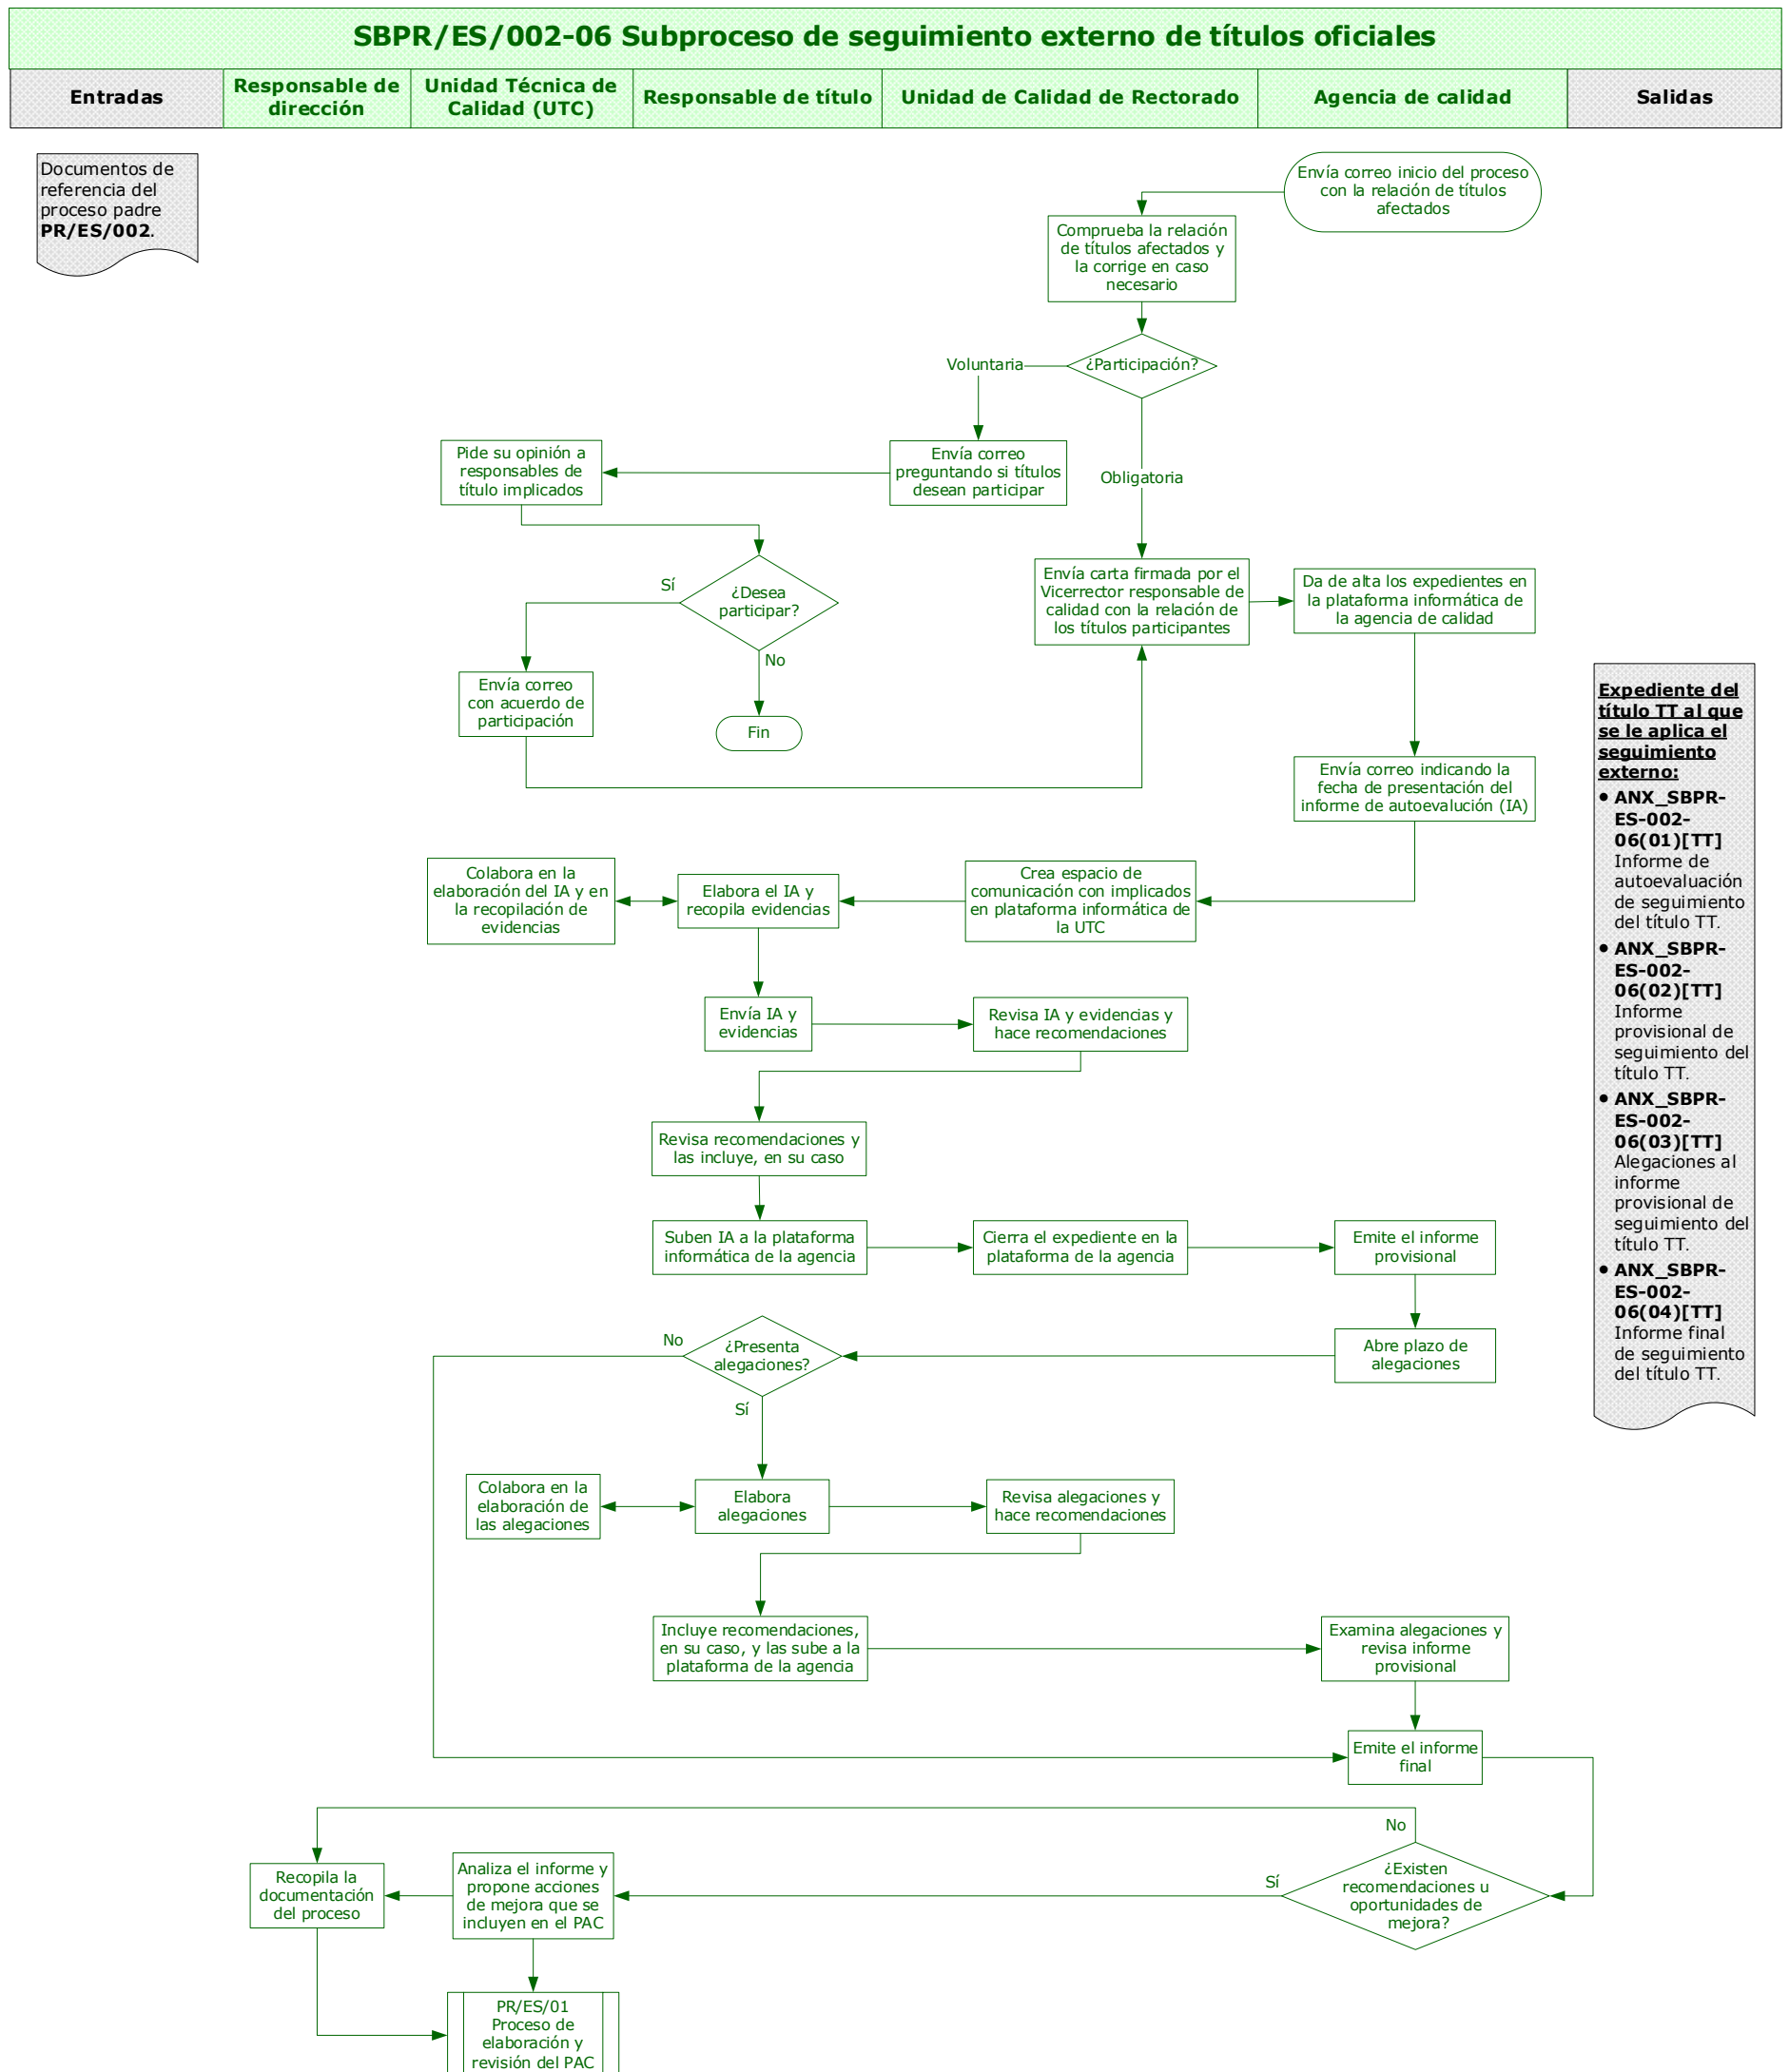 SBPR/ES/002-06 Subproceso de seguimiento externo de títulos oficiales
Entradas
Responsable de
dirección
Unidad Técnica de
Calidad (UTC)
Responsable de título
Unidad de Calidad de Rectorado
Agencia de calidad
Salidas
Documentos de
referencia del
proceso padre
PR/ES/002.
Envía correo inicio del proceso
con la relación de títulos
afectados
Comprueba la relación
de títulos afectados y
la corrige en caso
necesario
¿Participación?
Voluntaria
Obligatoria
Envía correo
preguntando si títulos
desean participar
Pide su opinión a
responsables de
título implicados
¿Desea
participar?
Sí
No
Envía correo
con acuerdo de
participación
Fin
Envía carta firmada por el
Vicerrector responsable de
calidad con la relación de
los títulos participantes
Da de alta los expedientes en
la plataforma informática de
la agencia de calidad
Envía correo indicando la
fecha de presentación del
informe de autoevalución (IA)
Crea espacio de
comunicación con implicados
en plataforma informática de
la UTC
Elabora el IA y
recopila evidencias
Colabora en la
elaboración del IA y en
la recopilación de
evidencias
Envía IA y
evidencias
Revisa IA y evidencias y
hace recomendaciones
Revisa recomendaciones y
las incluye, en su caso
Suben IA a la plataforma
informática de la agencia
Cierra el expediente en la
plataforma de la agencia
Emite el informe
provisional
Abre plazo de
alegaciones
¿Presenta
alegaciones?
No
Sí
Colabora en la
elaboración de
las alegaciones
Elabora
alegaciones
Revisa alegaciones y
hace recomendaciones
Incluye recomendaciones,
en su caso, y las sube a la
plataforma de la agencia
Examina alegaciones y
revisa informe
provisional
Emite el informe
final
¿Existen
recomendaciones u
oportunidades de
mejora?
No
Sí
Analiza el informe y
propone acciones
de mejora que se
incluyen en el PAC
Recopila la
documentación
del proceso
PR/ES/01
Proceso de
elaboración y
revisión del PAC
Expediente del
título TT al que
se le aplica el
seguimiento
externo:
• ANX_SBPR-
ES-002-
06(01)[TT]
Informe de
autoevaluación
de seguimiento
del título TT.
• ANX_SBPR-
ES-002-
06(02)[TT]
Informe
provisional de
seguimiento del
título TT.
• ANX_SBPR-
ES-002-
06(03)[TT]
Alegaciones al
informe
provisional de
seguimiento del
título TT.
• ANX_SBPR-
ES-002-
06(04)[TT]
Informe final
de seguimiento
del título TT.